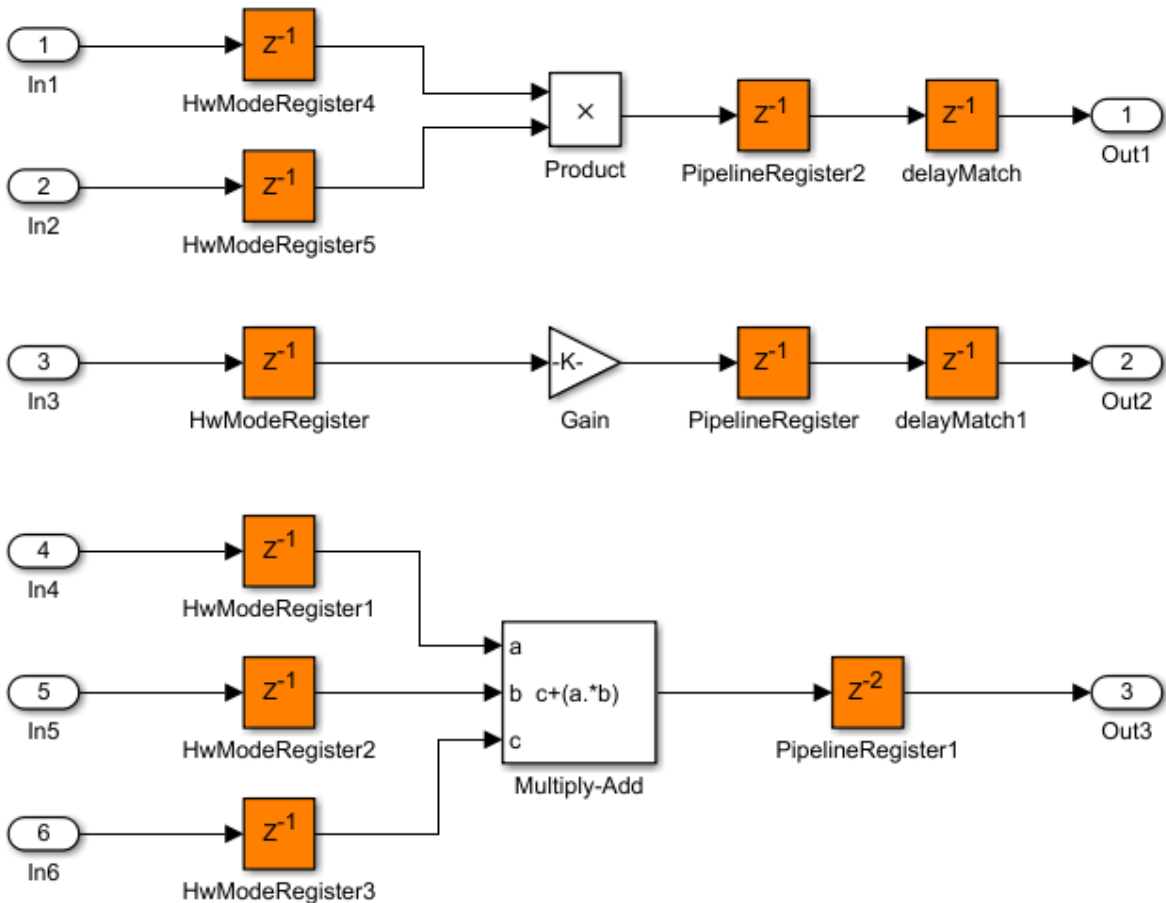 1
In1
Z-1
HwModeRegister4
×
Product
Z-1
PipelineRegister2
Z-1
delayMatch
1
Out1
2
In2
Z-1
HwModeRegister5
3
In3
Z-1
HwModeRegister
-K-
Gain
Z-1
PipelineRegister
Z-1
delayMatch1
2
Out2
4
In4
Z-1
HwModeRegister1
5
In5
Z-1
HwModeRegister2
a
b c+(a.*b)
c
Multiply-Add
Z-2
PipelineRegister1
3
Out3
6
In6
Z-1
HwModeRegister3